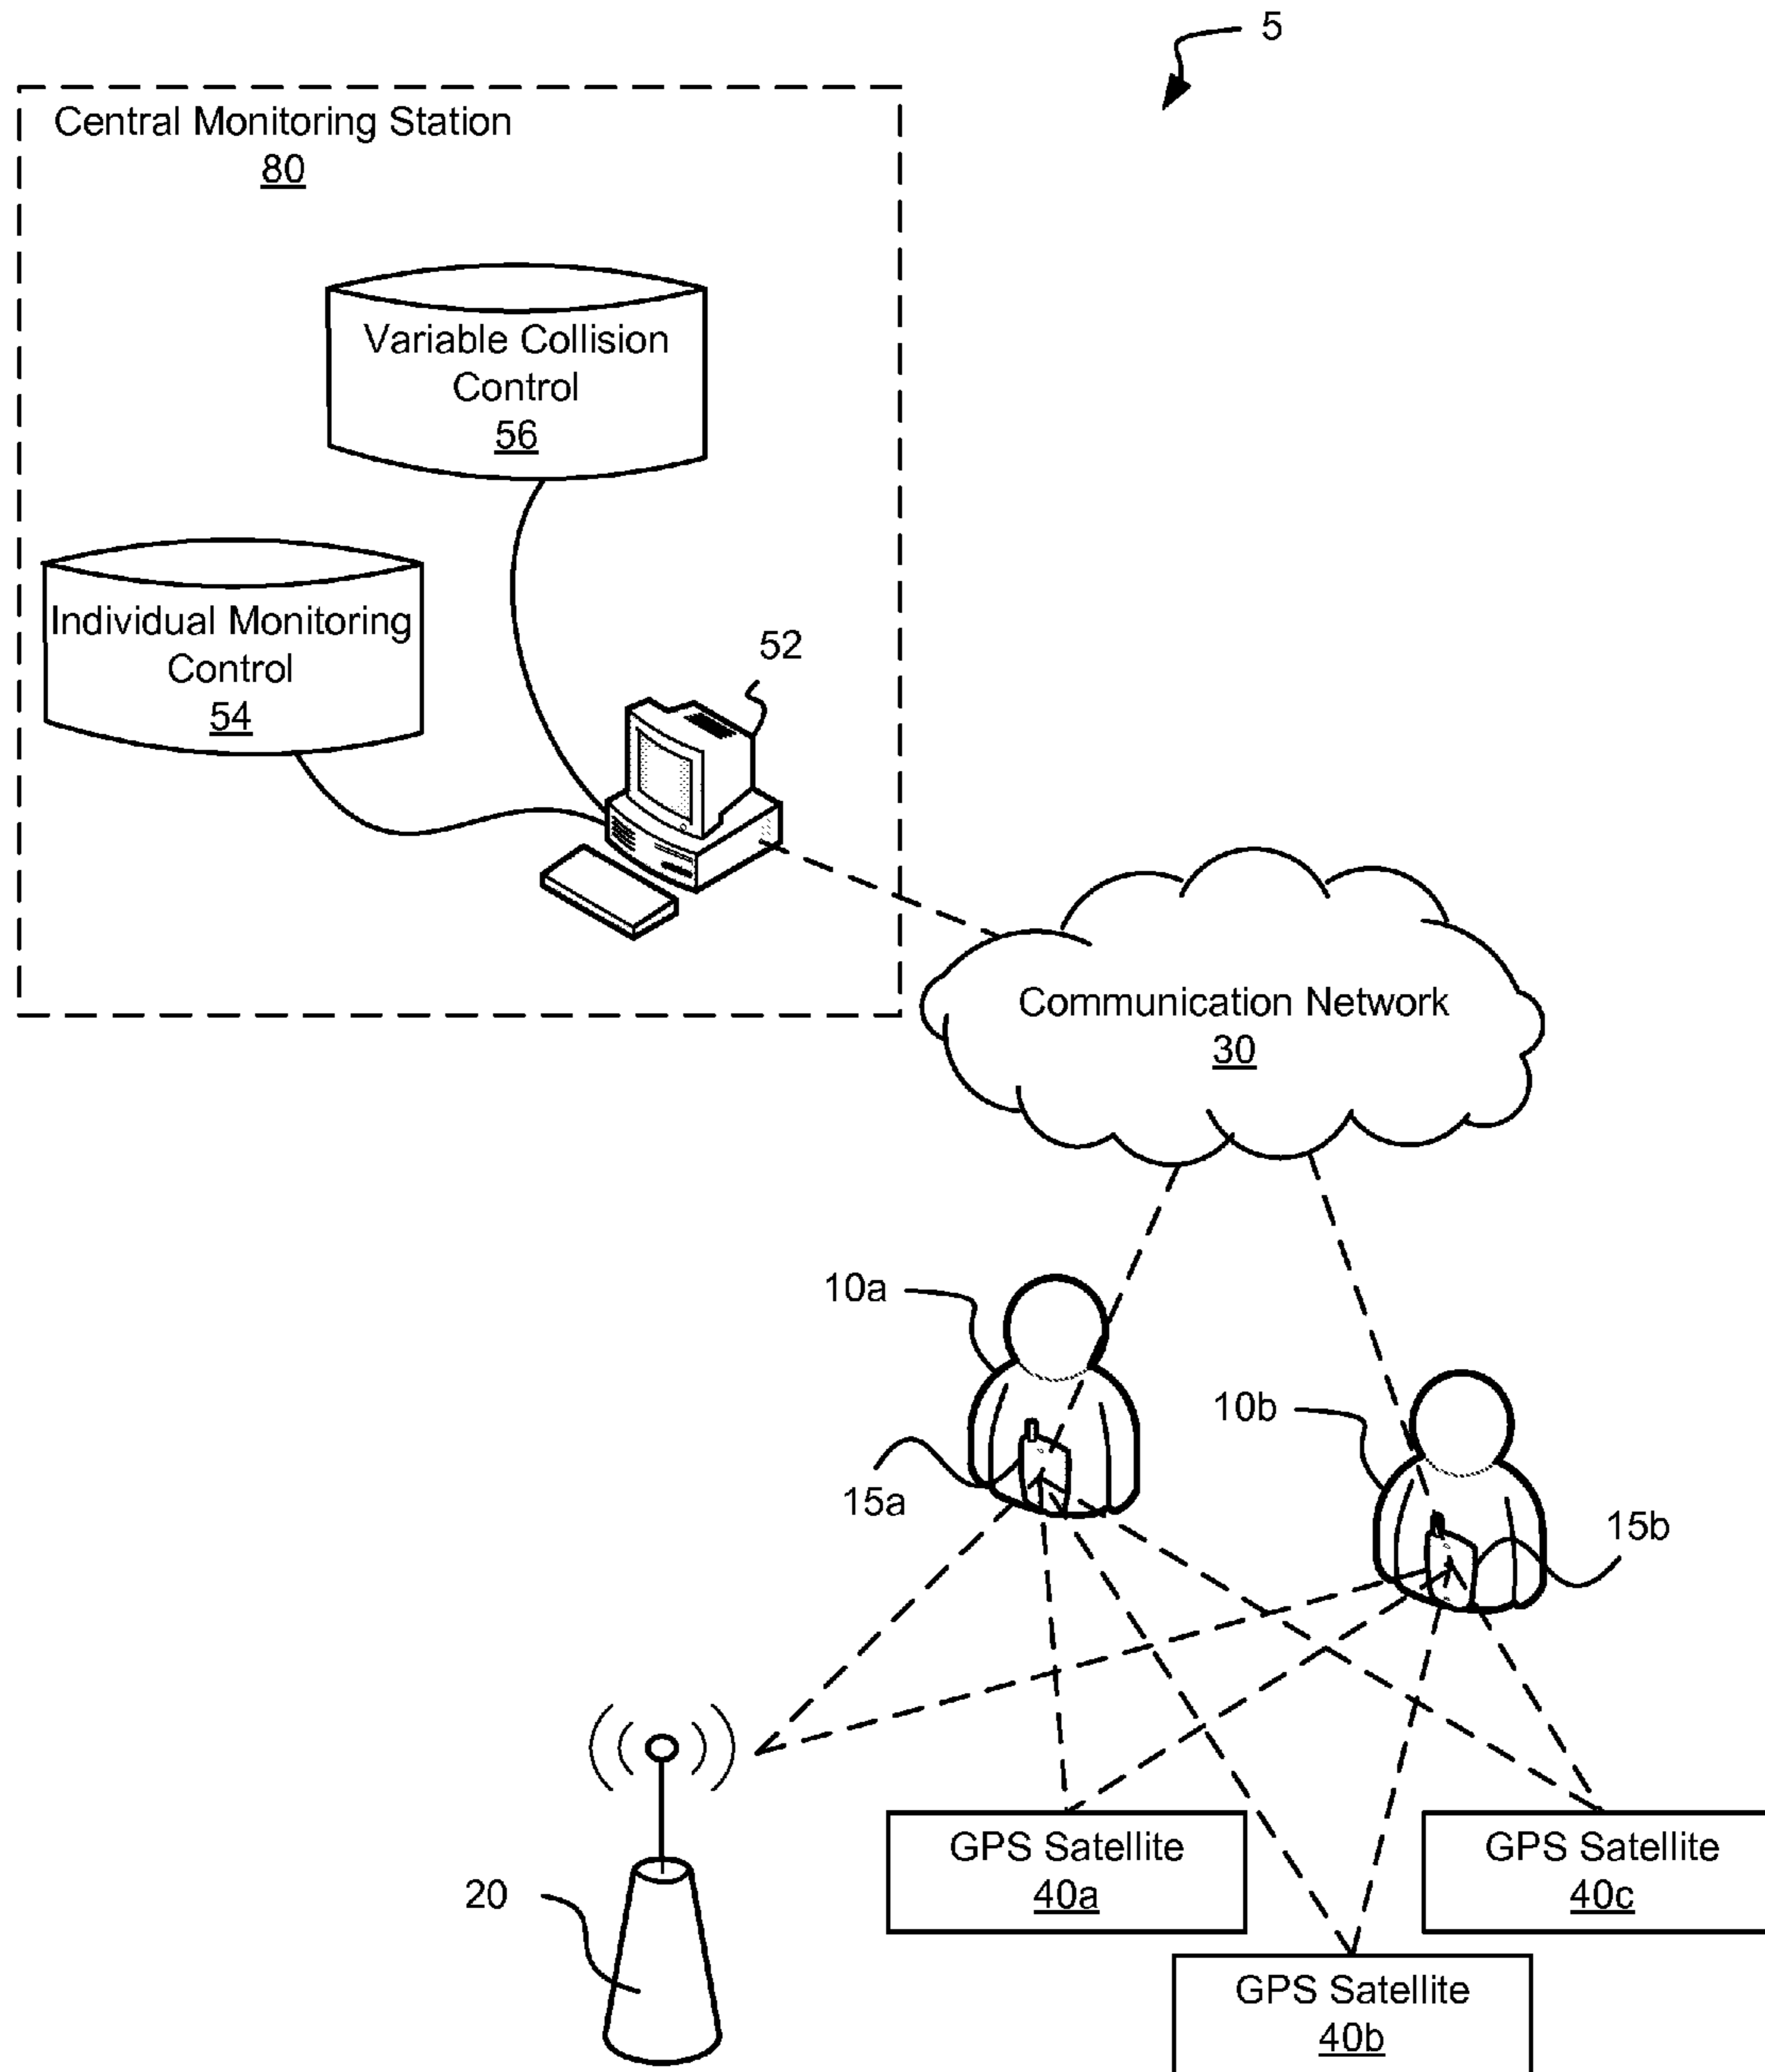 5
Central Monitoring Station
80
Variable Collision
Control
56
Individual Monitoring
Control
54
52
Communication Network
30
10a
10b
15a
15b
20
GPS Satellite
40a
GPS Satellite
40c
GPS Satellite
40b